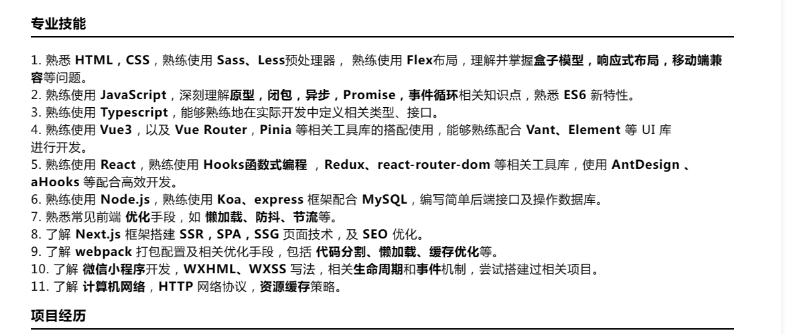 专业技能
1. 熟悉 HTML，CSS，熟练使用 Sass、Less预处理器， 熟练使用 Flex布局，理解并掌握盒子模型，响应式布局，移动端兼
容等问题。
2. 熟练使用 JavaScript，深刻理解原型，闭包，异步，Promise，事件循环相关知识点，熟悉 ES6 新特性。
3. 熟练使用 Typescript，能够熟练地在实际开发中定义相关类型、接口。
4. 熟练使用 Vue3，以及 Vue Router，Pinia 等相关工具库的搭配使用，能够熟练配合 Vant、Element 等 UI 库
进行开发。
5. 熟练使用 React，熟练使用 Hooks函数式编程 ，Redux、react-router-dom 等相关工具库，使用 AntDesign 、
aHooks 等配合高效开发。
6. 熟练使用 Node.js，熟练使用 Koa、express 框架配合 MySQL，编写简单后端接口及操作数据库。
7. 熟悉常见前端 优化手段，如 懒加载、防抖、节流等。
8. 了解 Next.js 框架搭建 SSR，SPA，SSG 页面技术，及 SEO 优化。
9. 了解 webpack 打包配置及相关优化手段，包括 代码分割、懒加载、缓存优化等。
10. 了解 微信小程序开发，WXHML、WXSS 写法，相关生命周期和事件机制，尝试搭建过相关项目。
11. 了解 计算机网络，HTTP 网络协议，资源缓存策略。
项目经历